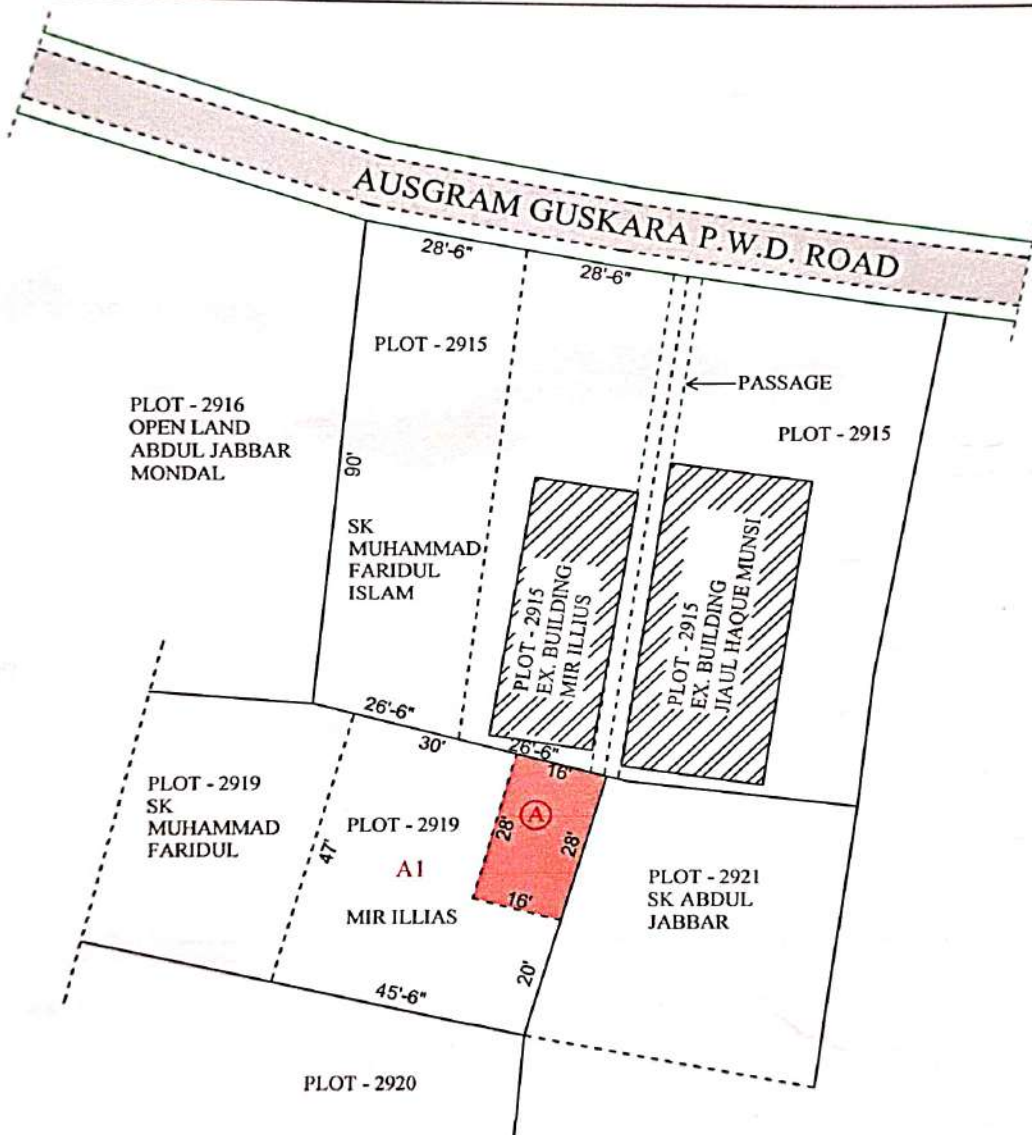 AUSGRAM GUSKARA P.W.D. ROAD
28'-6"
28'-6"
PLOT - 2915
PASSAGE
PLOT - 2915
PLOT - 2916
OPEN LAND
ABDUL JABBAR
MONDAL
90'
SK
MUHAMMAD
FARIDUL
ISLAM
PLOT - 2915
EX. BUILDING
MIR ILLIUS
PLOT - 2915
EX. BUILDING
JIAUL HAQUE MUNSI
26'-6"
30'
26'-6"
16'
PLOT - 2919
SK
MUHAMMAD
FARIDUL
47'
PLOT - 2919
A1
MIR ILLIAS
A
28'
28'
16'
PLOT - 2921
SK ABDUL
JABBAR
20'
45'-6"
PLOT - 2920